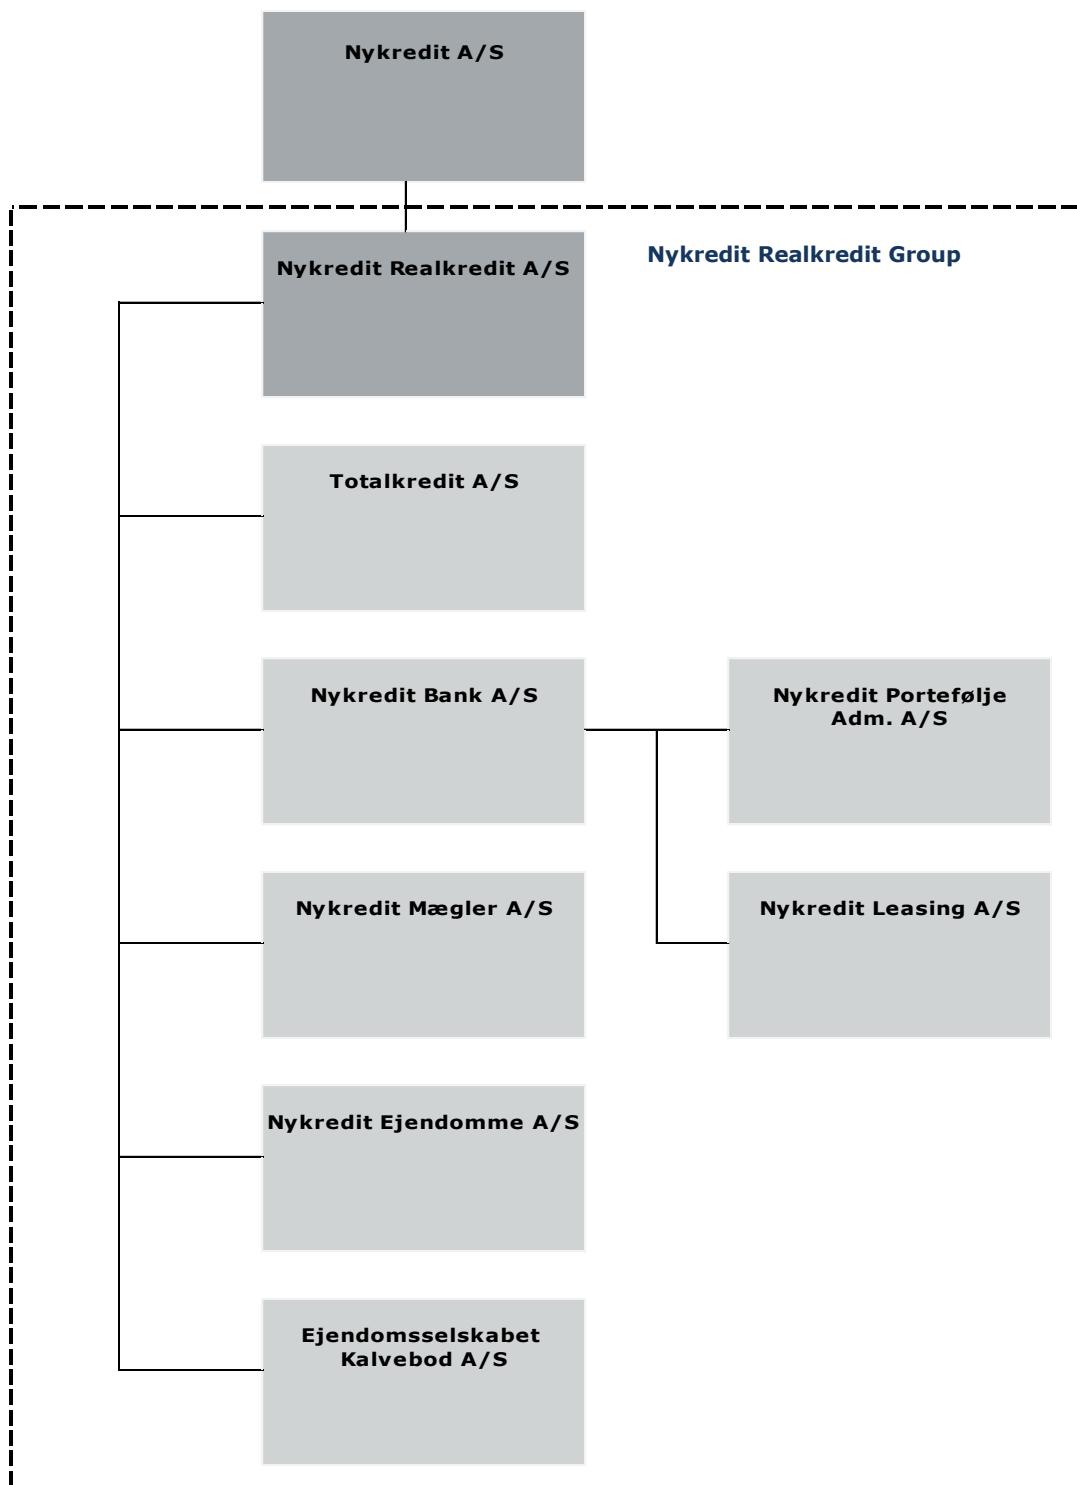 Nykredit A/S
Nykredit Realkredit A/S
Nykredit Realkredit Group
Totalkredit A/S
Nykredit Bank A/S
Nykredit Portefølje
Adm. A/S
Nykredit Mægler A/S
Nykredit Leasing A/S
Nykredit Ejendomme A/S
Ejendomsselskabet
Kalvebod A/S